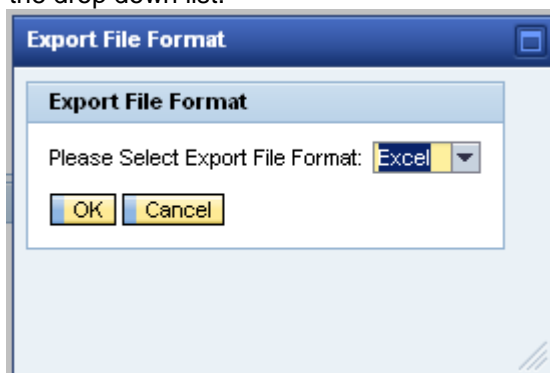 the drop down list.
Export File Format
Export File Format
Please Select Export File Format: Excel
OK Cancel